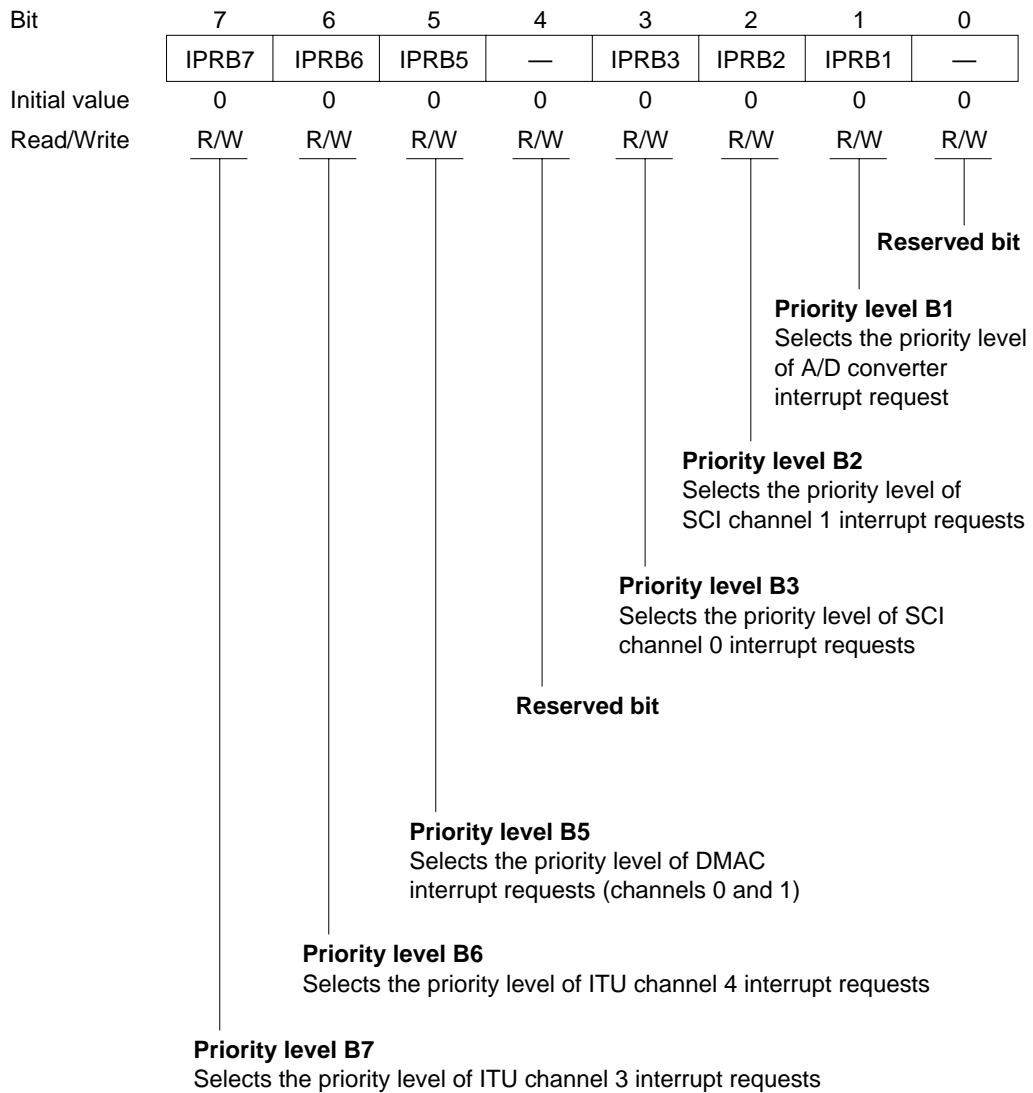 Bit 7 6 5 4 3 2 1 0
IPRB7 IPRB6 IPRB5 — IPRB3 IPRB2 IPRB1 —
Initial value 0 0 0 0 0 0 0 0
Read/Write R/W R/W R/W R/W R/W R/W R/W R/W
Reserved bit
Priority level B1
Selects the priority level
of A/D converter
interrupt request
Priority level B2
Selects the priority level of
SCI channel 1 interrupt requests
Priority level B3
Selects the priority level of SCI
channel 0 interrupt requests
Reserved bit
Priority level B5
Selects the priority level of DMAC
interrupt requests (channels 0 and 1)
Priority level B6
Selects the priority level of ITU channel 4 interrupt requests
Priority level B7
Selects the priority level of ITU channel 3 interrupt requests